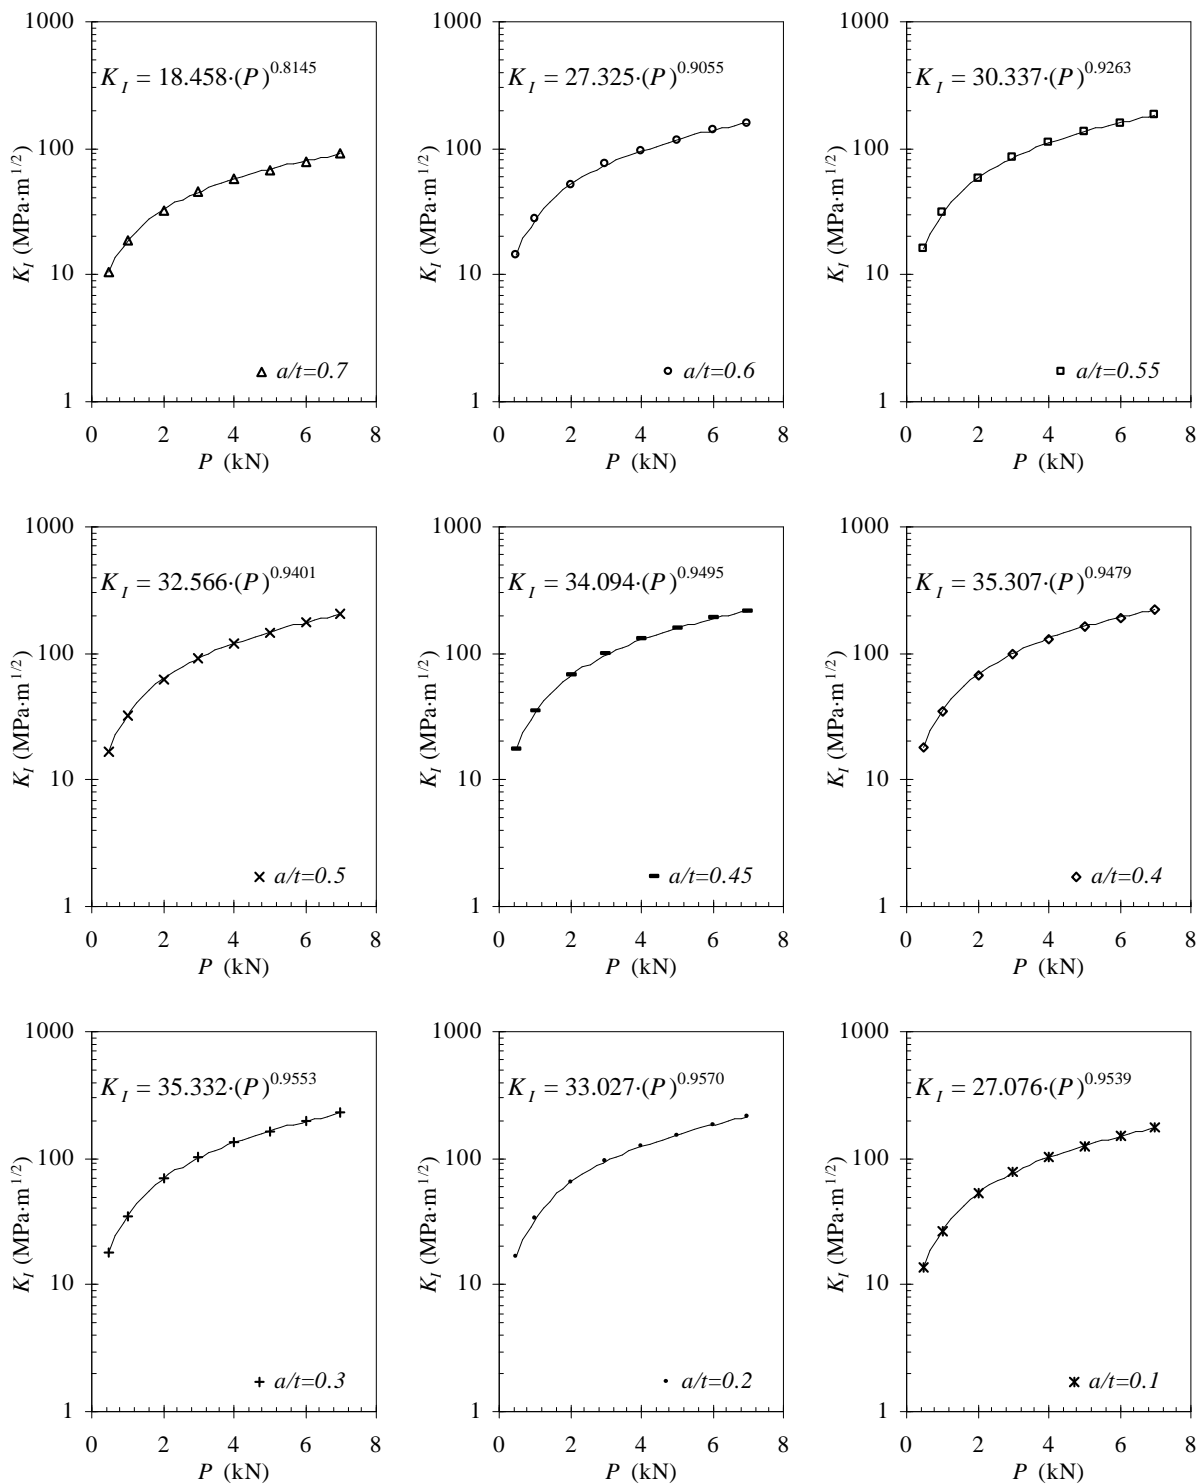 1000
K_I = 18.458·(P)^0.8145
100
10
1
K_I (MPa·m^1/2)
a/t=0.7
0 2 4 6 8
P (kN)
1000
K_I = 27.325·(P)^0.9055
100
10
1
K_I (MPa·m^1/2)
a/t=0.6
0 2 4 6 8
P (kN)
1000
K_I = 30.337·(P)^0.9263
100
10
1
K_I (MPa·m^1/2)
a/t=0.55
0 2 4 6 8
P (kN)
1000
K_I = 32.566·(P)^0.9401
100
10
1
K_I (MPa·m^1/2)
a/t=0.5
0 2 4 6 8
P (kN)
1000
K_I = 34.094·(P)^0.9495
100
10
1
K_I (MPa·m^1/2)
a/t=0.45
0 2 4 6 8
P (kN)
1000
K_I = 35.307·(P)^0.9479
100
10
1
K_I (MPa·m^1/2)
a/t=0.4
0 2 4 6 8
P (kN)
1000
K_I = 35.332·(P)^0.9553
100
10
1
K_I (MPa·m^1/2)
a/t=0.3
0 2 4 6 8
P (kN)
1000
K_I = 33.027·(P)^0.9570
100
10
1
K_I (MPa·m^1/2)
a/t=0.2
0 2 4 6 8
P (kN)
1000
K_I = 27.076·(P)^0.9539
100
10
1
K_I (MPa·m^1/2)
a/t=0.1
0 2 4 6 8
P (kN)